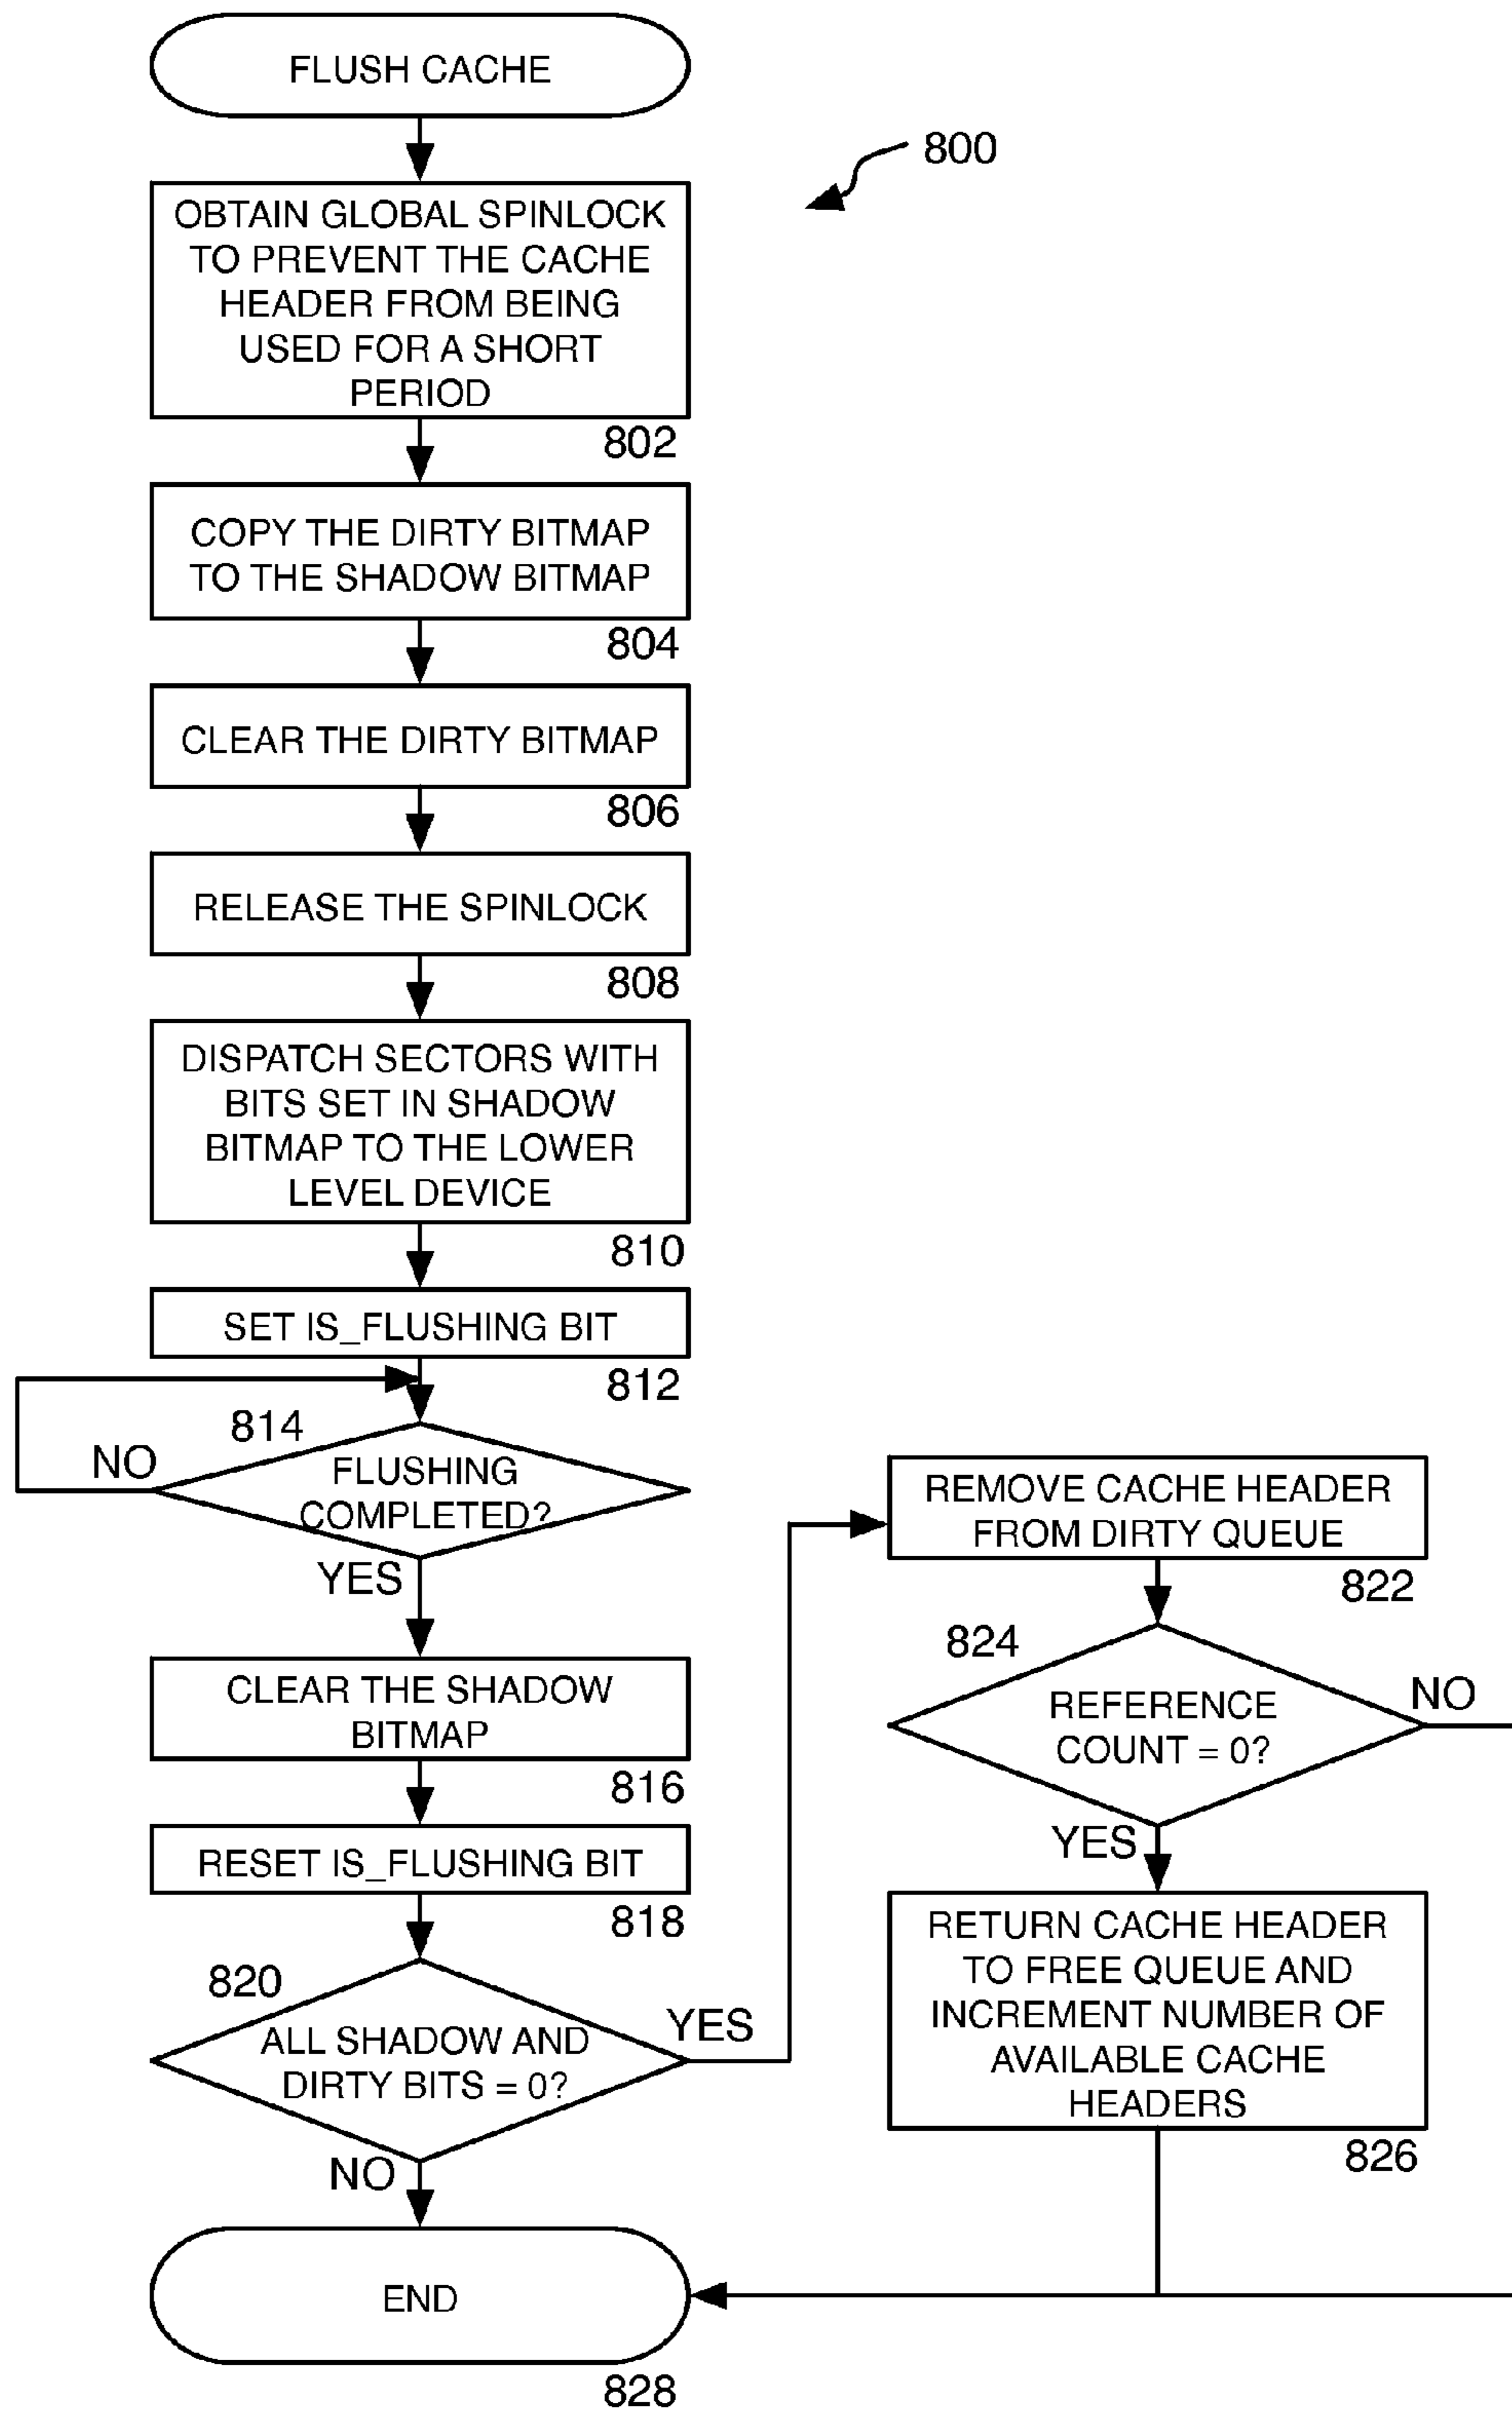 FLUSH CACHE
800
OBTAIN GLOBAL SPINLOCK
TO PREVENT THE CACHE
HEADER FROM BEING
USED FOR A SHORT
PERIOD
802
COPY THE DIRTY BITMAP
TO THE SHADOW BITMAP
804
CLEAR THE DIRTY BITMAP
806
RELEASE THE SPINLOCK
808
DISPATCH SECTORS WITH
BITS SET IN SHADOW
BITMAP TO THE LOWER
LEVEL DEVICE
810
SET IS_FLUSHING BIT
812
814
NO
FLUSHING
COMPLETED?
YES
CLEAR THE SHADOW
BITMAP
816
RESET IS_FLUSHING BIT
818
820
ALL SHADOW AND
DIRTY BITS = 0?
YES
NO
REMOVE CACHE HEADER
FROM DIRTY QUEUE
822
824
REFERENCE
COUNT = 0?
NO
YES
RETURN CACHE HEADER
TO FREE QUEUE AND
INCREMENT NUMBER OF
AVAILABLE CACHE
HEADERS
826
END
828